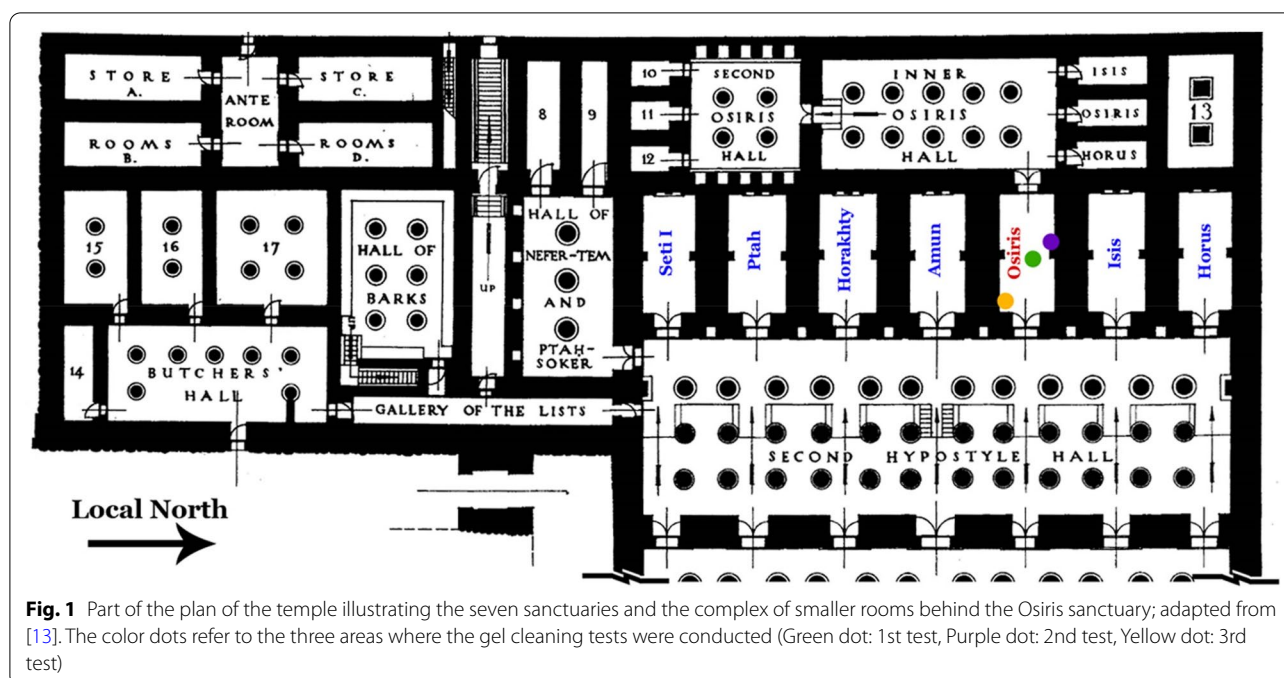 STORE
A.
ANTE
ROOM
STORE
C.
ROOMS
B.
ROOMS
D.
8
9
10
11
12
SECOND
OSIRIS
HALL
INNER
OSIRIS
HALL
ISIS
OSIRIS
HORUS
13
15
16
17
HALL OF
BARKS
UP
HALL OF
NEFER-TEM
AND
PTAH-
SOKER
Seti I
Ptah
Horakhty
Amun
Osiris
Isis
Horus
14
BUTCHERS'
HALL
GALLERY OF THE LISTS
SECOND HYPOSTYLE HALL
Local North
Fig. 1 Part of the plan of the temple illustrating the seven sanctuaries and the complex of smaller rooms behind the Osiris sanctuary; adapted from
[13]. The color dots refer to the three areas where the gel cleaning tests were conducted (Green dot: 1st test, Purple dot: 2nd test, Yellow dot: 3rd
test)